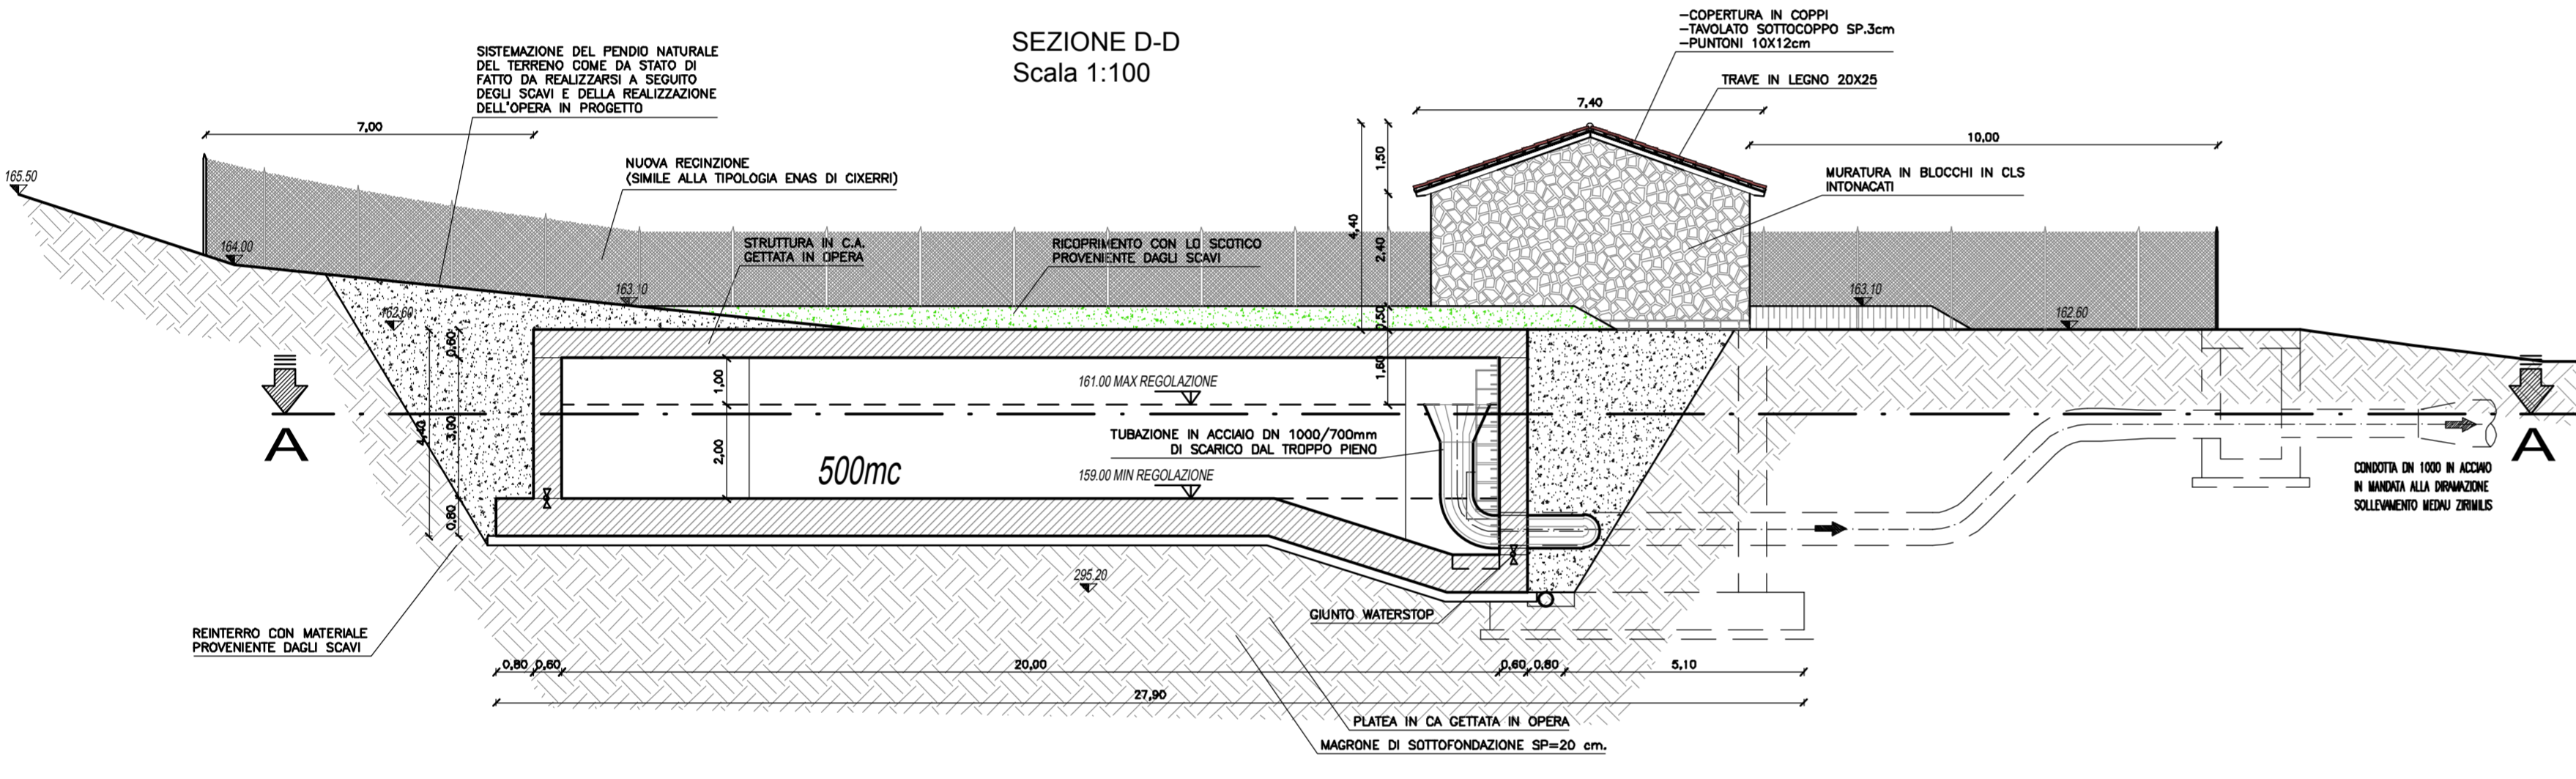 SEZIONE D-D
Scala 1:100
-COPERTURA IN COPPI
-TAVOLATO SOTTOCOPPO SP.3cm
-PUNTONI 10X12cm
TRAVE IN LEGNO 20X25
SISTEMAZIONE DEL PENDIO NATURALE
DEL TERRENO COME DA STATO DI
FATTO DA REALIZZARSI A SEGUITO
DEGLI SCAVI E DELLA REALIZZAZIONE
DELL'OPERA IN PROGETTO
7,00
7,40
10,00
NUOVA RECINZIONE
(SIMILE ALLA TIPOLOGIA ENAS DI CIXERRI)
MURATURA IN BLOCCHI IN CLS
INTONACATI
165.50
164.00
163.10
162.60
1,50
4,40
2,40
0,50
1,60
STRUTTURA IN C.A.
GETTATA IN OPERA
RICOPRIMENTO CON LO SCOTICO
PROVENIENTE DAGLI SCAVI
163.10
162.60
0,60
4,40
3,00
0,80
1,00
2,00
161.00 MAX REGOLAZIONE
A
A
TUBAZIONE IN ACCIAIO DN 1000/700mm
DI SCARICO DAL TROPPO PIENO
500mc
159.00 MIN REGOLAZIONE
CONDOTTA DN 1000 IN ACCIAIO
IN MANDATA ALLA DIRAMAZIONE
SOLLEVAMENTO MEDAU ZIRIMILIS
295.20
GIUNTO WATERSTOP
REINTERRO CON MATERIALE
PROVENIENTE DAGLI SCAVI
0,80 0,60 20,00 0,60 0,80 5,10
27,90
PLATEA IN CA GETTATA IN OPERA
MAGRONE DI SOTTOFONDAZIONE SP=20 cm.